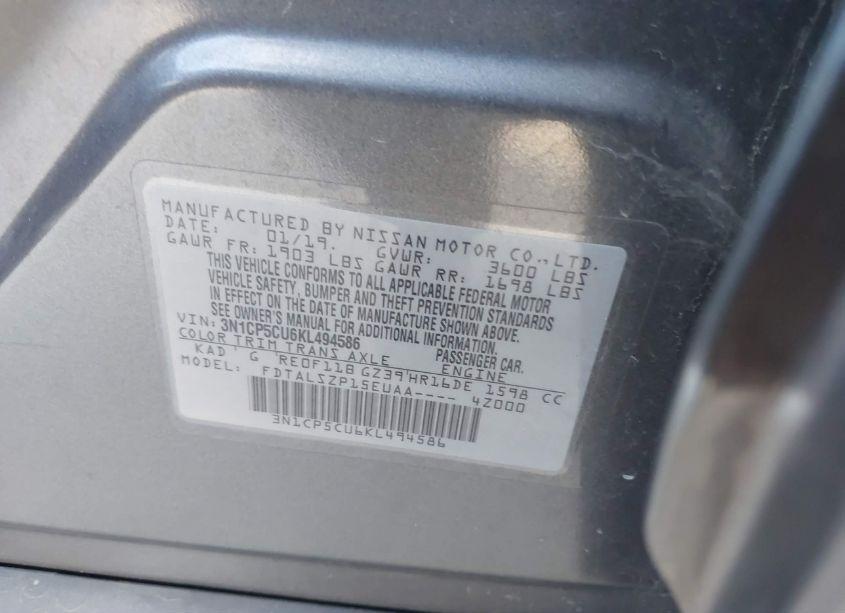 MANUFACTURED BY NISSAN MOTOR CO.,LTD.
DATE: 01/19. GVWR: 3600 LBS
GAWR FR: 1903 LBS GAWR RR: 1698 LBS
THIS VEHICLE CONFORMS TO ALL APPLICABLE FEDERAL MOTOR
VEHICLE SAFETY, BUMPER AND THEFT PREVENTION STANDARDS
IN EFFECT ON THE DATE OF MANUFACTURE SHOWN ABOVE.
SEE OWNER'S MANUAL FOR ADDITIONAL INFORMATION.
VIN: 3N1CP5CU6KL494586 PASSENGER CAR.
COLOR TRIM TRANS AXLE ENGINE
KAD G RE0F11B GZ39 HR16DE 1598 CC
MODEL: FDTALSZP15EUAA---- 42000
3N1CP5CU6KL494586